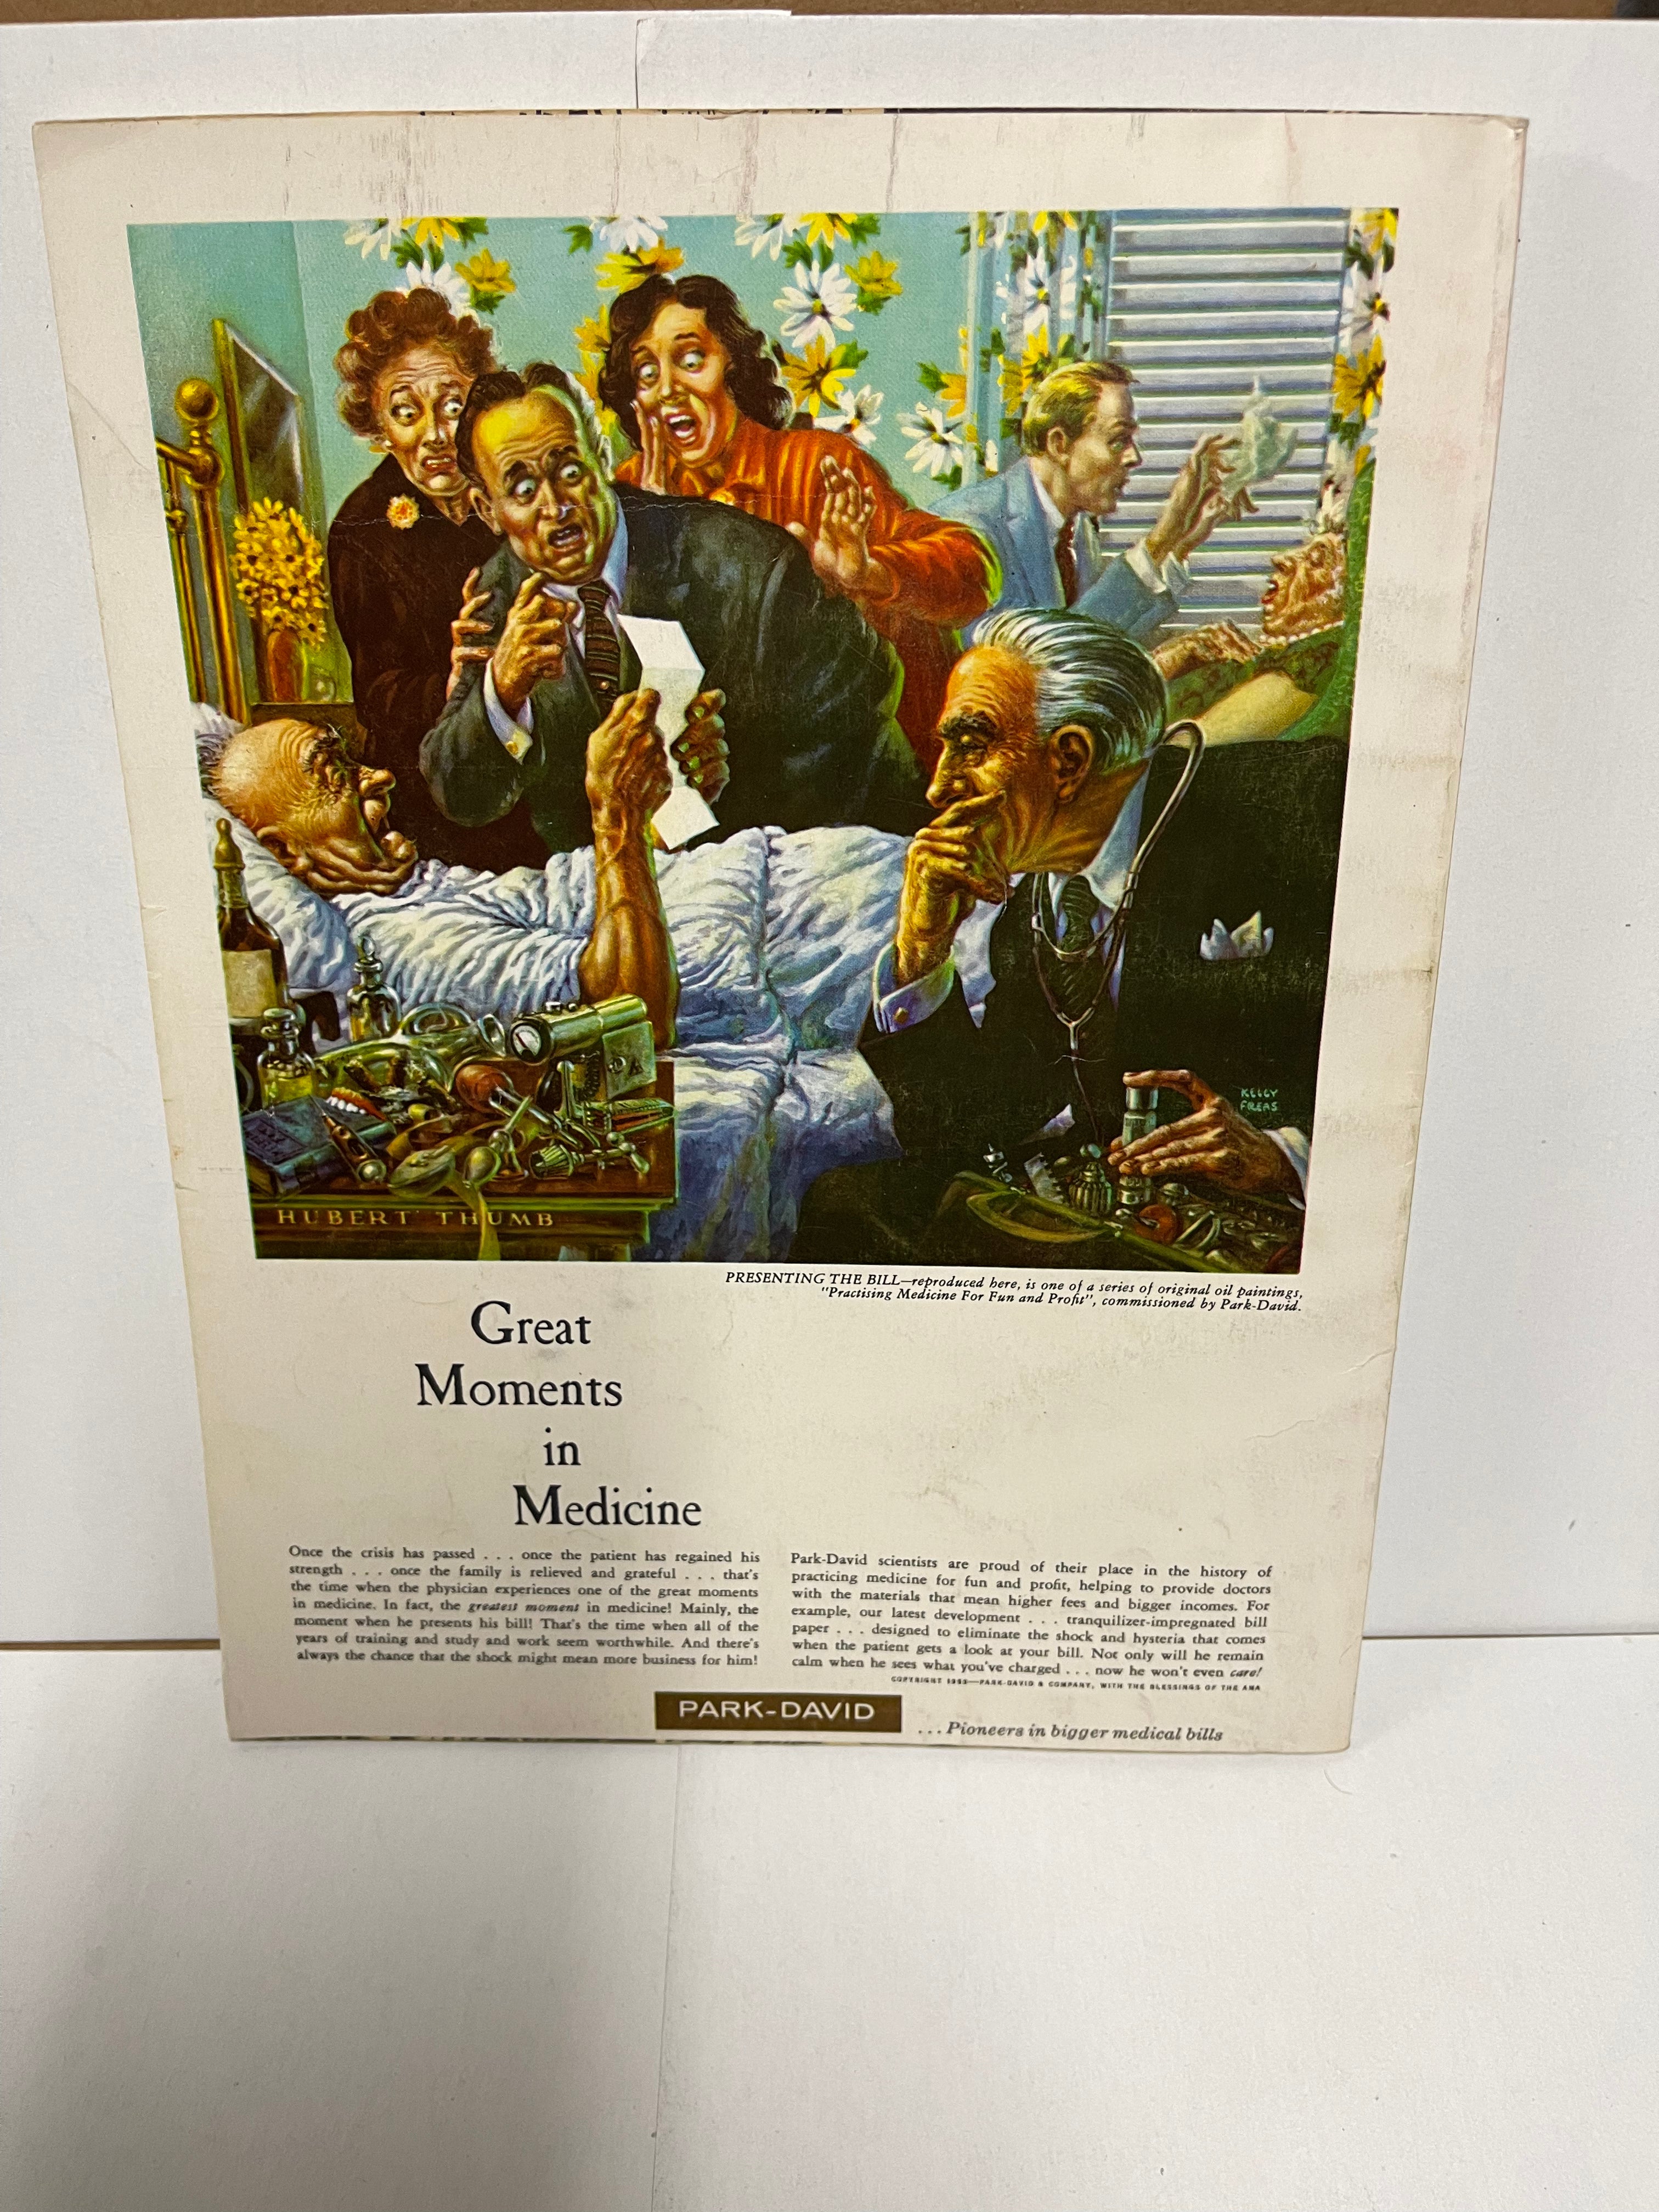 KELLY
FREAS
HUBERT THUMB
PRESENTING THE BILL—reproduced here, is one of a series of original oil paintings,
"Practising Medicine For Fun and Profit", commissioned by Park-David.
Great
Moments
in
Medicine
Once the crisis has passed . . . once the patient has regained his
strength . . . once the family is relieved and grateful . . . that's
the time when the physician experiences one of the great moments
in medicine. In fact, the greatest moment in medicine! Mainly, the
moment when he presents his bill! That's the time when all of the
years of training and study and work seem worthwhile. And there's
always the chance that the shock might mean more business for him!
Park-David scientists are proud of their place in the history of
practicing medicine for fun and profit, helping to provide doctors
with the materials that mean higher fees and bigger incomes. For
example, our latest development . . . tranquilizer-impregnated bill
paper . . . designed to eliminate the shock and hysteria that comes
when the patient gets a look at your bill. Not only will he remain
calm when he sees what you've charged . . . now he won't even care!
COPYRIGHT 1959—PARK-DAVID & COMPANY, WITH THE BLESSINGS OF THE AMA
PARK-DAVID
. . . Pioneers in bigger medical bills